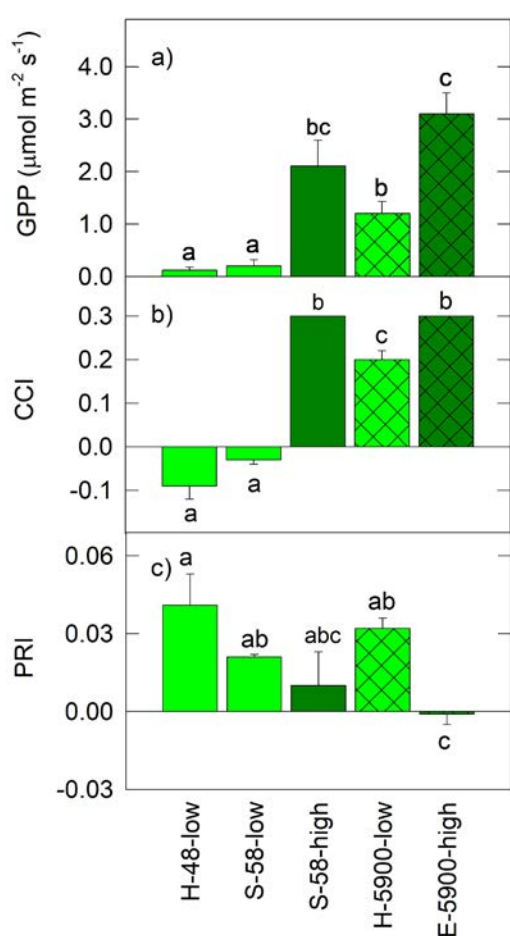 a)
GPP (μmol m⁻² s⁻¹)
4.0
3.0
2.0
1.0
0.0
a
a
bc
b
c
b)
CCI
0.3
0.2
0.0
-0.1
a
a
b
c
b
c)
PRI
0.06
0.03
0.00
-0.03
a
ab
abc
ab
c
H-48-low
S-58-low
S-58-high
H-5900-low
E-5900-high